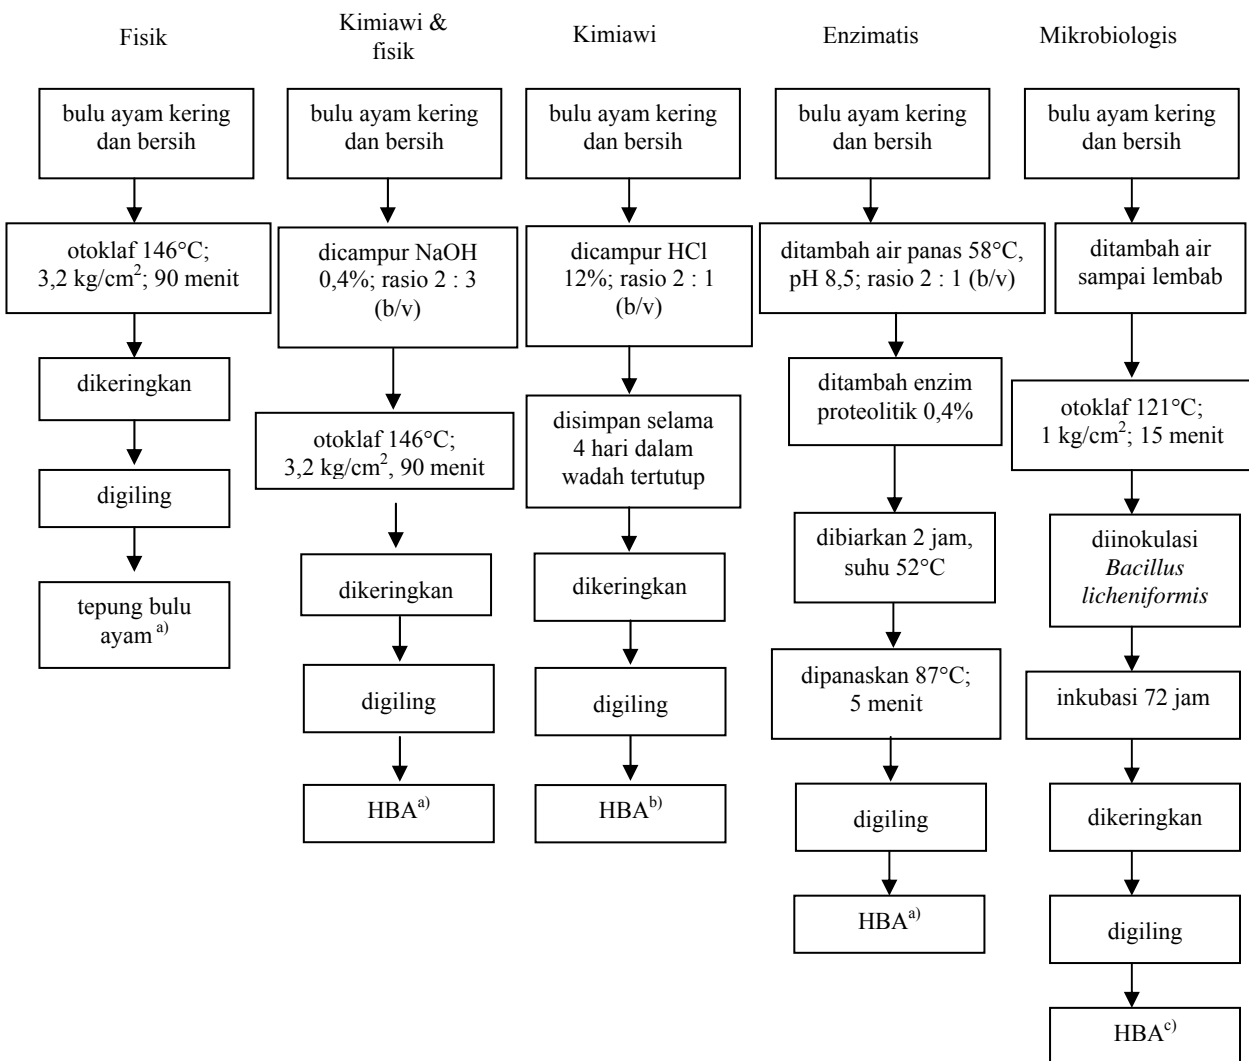 Fisik
bulu ayam kering
dan bersih
otoklaf 146°C;
3,2 kg/cm²; 90 menit
dikeringkan
digiling
tepung bulu
ayam a)
Kimiawi &
fisik
bulu ayam kering
dan bersih
dicampur NaOH
0,4%; rasio 2 : 3
(b/v)
otoklaf 146°C;
3,2 kg/cm², 90 menit
dikeringkan
digiling
HBAa)
Kimiawi
bulu ayam kering
dan bersih
dicampur HCl
12%; rasio 2 : 1
(b/v)
disimpan selama
4 hari dalam
wadah tertutup
dikeringkan
digiling
HBAb)
Enzimatis
bulu ayam kering
dan bersih
ditambah air panas 58°C,
pH 8,5; rasio 2 : 1 (b/v)
ditambah enzim
proteolitik 0,4%
dibiarkan 2 jam,
suhu 52°C
dipanaskan 87°C;
5 menit
digiling
HBAa)
Mikrobiologis
bulu ayam kering
dan bersih
ditambah air
sampai lembab
otoklaf 121°C;
1 kg/cm²; 15 menit
diinokulasi
Bacillus
licheniformis
inkubasi 72 jam
dikeringkan
digiling
HBAc)